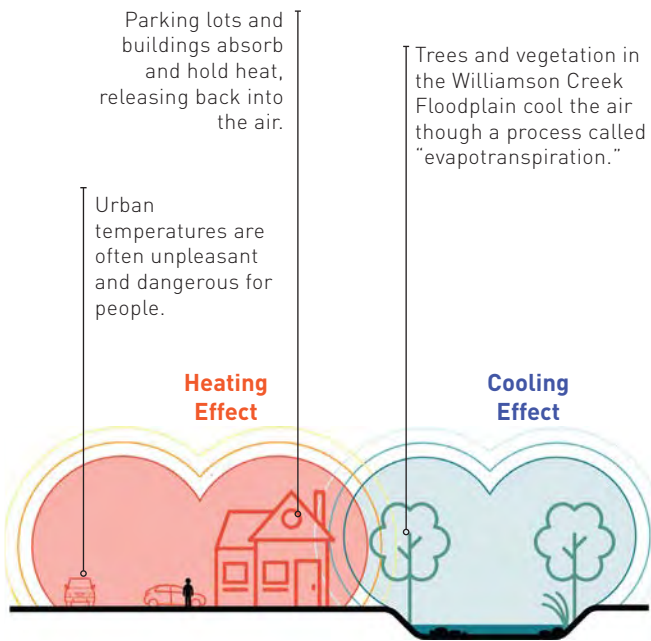 Parking lots and
buildings absorb
and hold heat,
releasing back into
the air.
Trees and vegetation in
the Williamson Creek
Floodplain cool the air
though a process called
“evapotranspiration.”
Urban
temperatures are
often unpleasant
and dangerous for
people.
Heating
Effect
Cooling
Effect